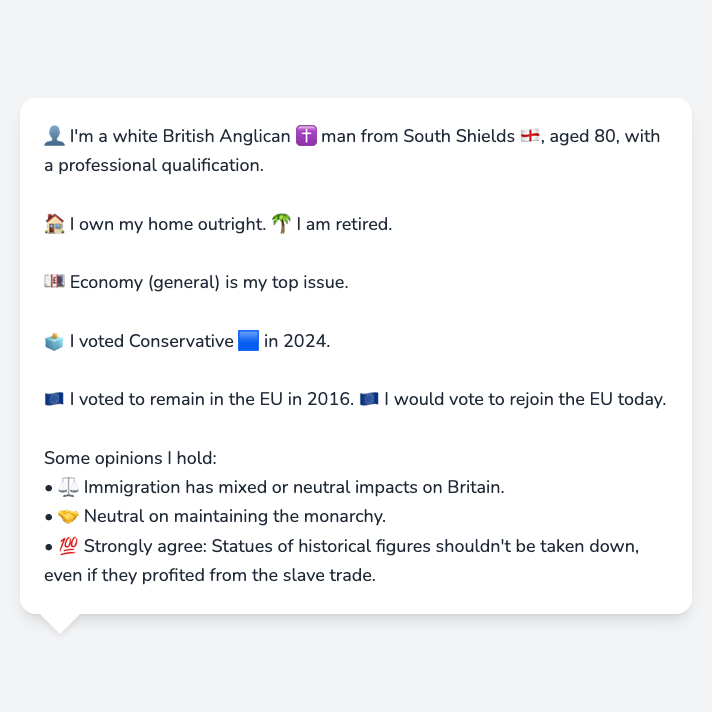 👤 I'm a white British Anglican ✝️ man from South Shields 🏴󠁧󠁢󠁥󠁮󠁧󠁿, aged 80, with
a professional qualification.
🏠 I own my home outright. 🌴 I am retired.
💷 Economy (general) is my top issue.
🗳️ I voted Conservative 🟦 in 2024.
🇪🇺 I voted to remain in the EU in 2016. 🇪🇺 I would vote to rejoin the EU today.
Some opinions I hold:
• ⚖️ Immigration has mixed or neutral impacts on Britain.
• 🤝 Neutral on maintaining the monarchy.
• 💯 Strongly agree: Statues of historical figures shouldn't be taken down,
even if they profited from the slave trade.